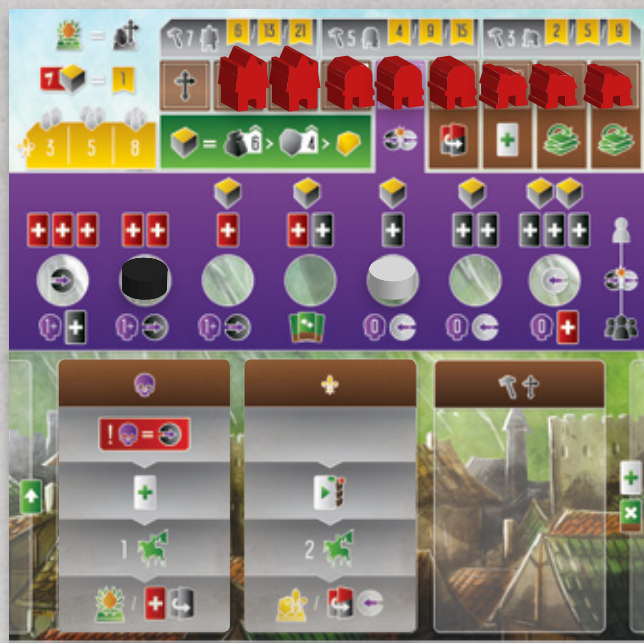 7 6 / 13 / 21 5 4 / 9 / 15 3 2 / 5 / 9
= 
= 1
3 5 8
= 6 > 4 >
+ + + + + + + + + + + + +
1+ + 1+ 1+ 0 0 0 +
! =
+
1 2
/ + /